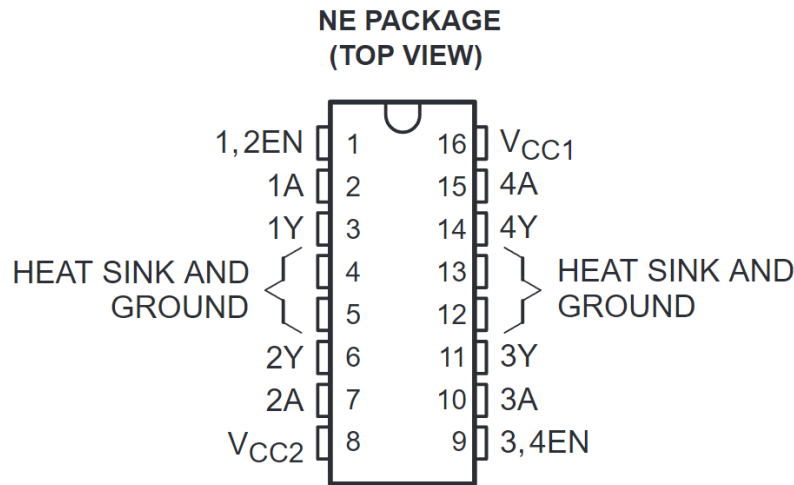 NE PACKAGE
(TOP VIEW)
1,2EN 1 16 VCC1
1A 2 15 4A
1Y 3 14 4Y
HEAT SINK AND 4 13 HEAT SINK AND
GROUND 5 12 GROUND
2Y 6 11 3Y
2A 7 10 3A
VCC2 8 9 3,4EN